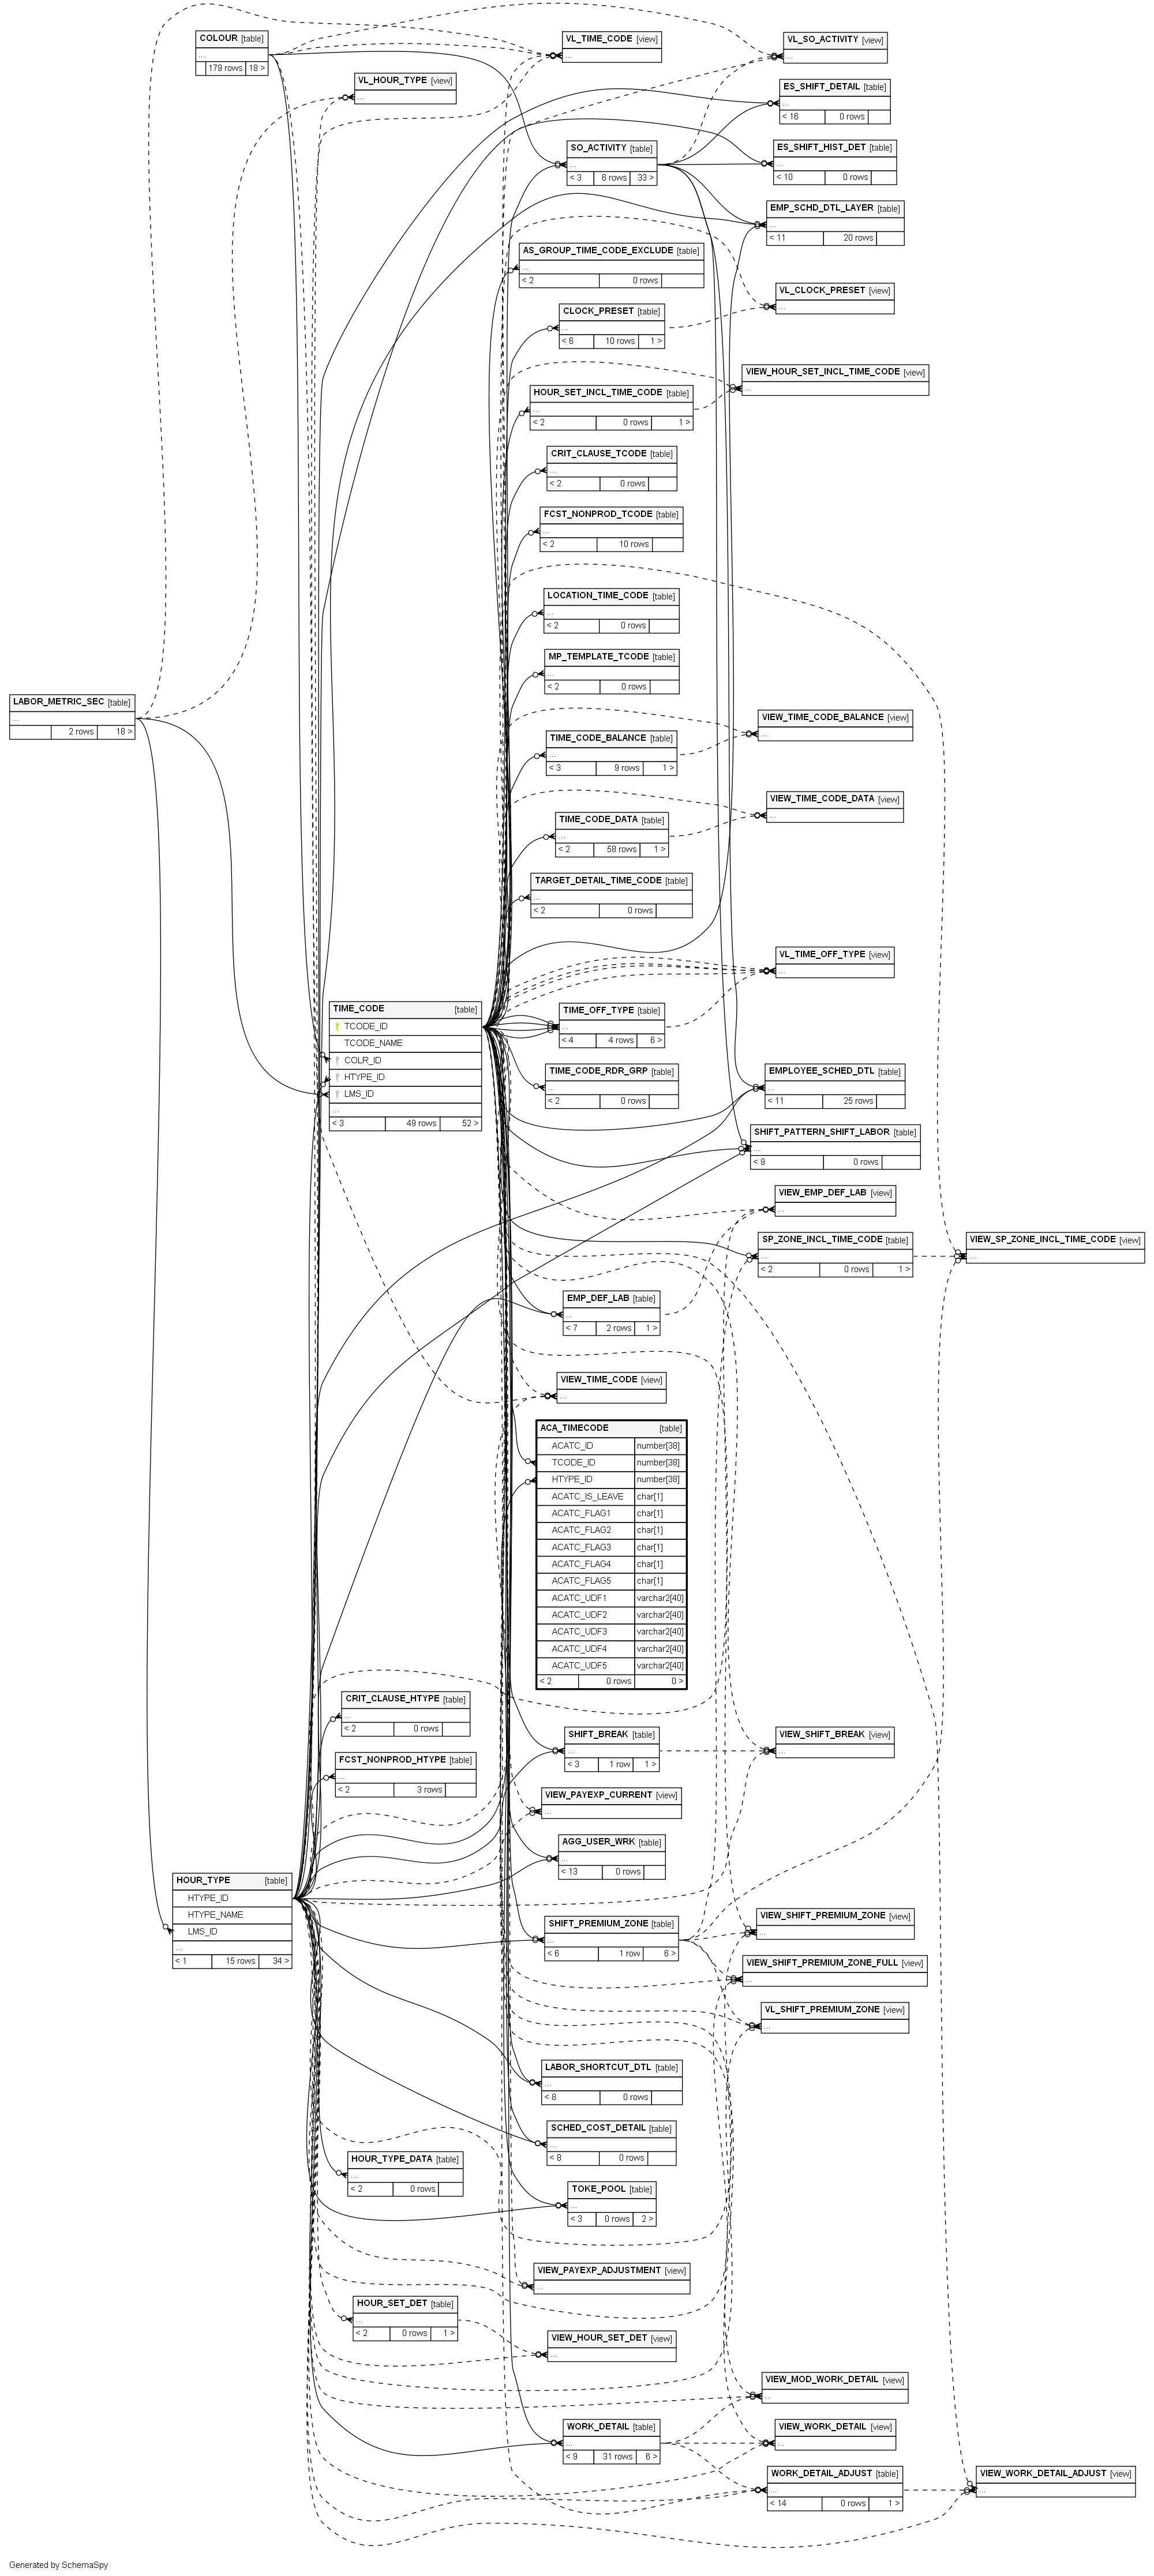 COLOUR [table]
...
179 rows 18 >
VL_TIME_CODE [view]
...
VL_SO_ACTIVITY [view]
...
VL_HOUR_TYPE [view]
...
ES_SHIFT_DETAIL [table]
...
< 16 0 rows
SO_ACTIVITY [table]
...
< 3 6 rows 33 >
ES_SHIFT_HIST_DET [table]
...
< 10 0 rows
EMP_SCHD_DTL_LAYER [table]
...
< 11 20 rows
AS_GROUP_TIME_CODE_EXCLUDE [table]
...
< 2 0 rows
VL_CLOCK_PRESET [view]
...
CLOCK_PRESET [table]
...
< 6 10 rows 1 >
VIEW_HOUR_SET_INCL_TIME_CODE [view]
...
HOUR_SET_INCL_TIME_CODE [table]
...
< 2 0 rows 1 >
CRIT_CLAUSE_TCODE [table]
...
< 2 0 rows
FCST_NONPROD_TCODE [table]
...
< 2 10 rows
LOCATION_TIME_CODE [table]
...
< 2 0 rows
MP_TEMPLATE_TCODE [table]
...
< 2 0 rows
LABOR_METRIC_SEC [table]
...
2 rows 18 >
VIEW_TIME_CODE_BALANCE [view]
...
TIME_CODE_BALANCE [table]
...
< 3 9 rows 1 >
VIEW_TIME_CODE_DATA [view]
...
TIME_CODE_DATA [table]
...
< 2 58 rows 1 >
TARGET_DETAIL_TIME_CODE [table]
...
< 2 0 rows
VL_TIME_OFF_TYPE [view]
...
TIME_CODE [table]
TCODE_ID
TCODE_NAME
COLR_ID
HTYPE_ID
LMS_ID
...
< 3 49 rows 52 >
TIME_OFF_TYPE [table]
...
< 4 4 rows 6 >
TIME_CODE_RDR_GRP [table]
...
< 2 0 rows
EMPLOYEE_SCHED_DTL [table]
...
< 11 25 rows
SHIFT_PATTERN_SHIFT_LABOR [table]
...
< 9 0 rows
VIEW_EMP_DEF_LAB [view]
...
SP_ZONE_INCL_TIME_CODE [table]
...
< 2 0 rows 1 >
VIEW_SP_ZONE_INCL_TIME_CODE [view]
...
EMP_DEF_LAB [table]
...
< 7 2 rows 1 >
VIEW_TIME_CODE [view]
...
ACA_TIMECODE [table]
ACATC_ID number[38]
TCODE_ID number[38]
HTYPE_ID number[38]
ACATC_IS_LEAVE char[1]
ACATC_FLAG1 char[1]
ACATC_FLAG2 char[1]
ACATC_FLAG3 char[1]
ACATC_FLAG4 char[1]
ACATC_FLAG5 char[1]
ACATC_UDF1 varchar2[40]
ACATC_UDF2 varchar2[40]
ACATC_UDF3 varchar2[40]
ACATC_UDF4 varchar2[40]
ACATC_UDF5 varchar2[40]
< 2 0 rows 0 >
CRIT_CLAUSE_HTYPE [table]
...
< 2 0 rows
SHIFT_BREAK [table]
...
< 3 1 row 1 >
VIEW_SHIFT_BREAK [view]
...
FCST_NONPROD_HTYPE [table]
...
< 2 3 rows
VIEW_PAYEXP_CURRENT [view]
...
AGG_USER_WRK [table]
...
< 13 0 rows
HOUR_TYPE [table]
HTYPE_ID
HTYPE_NAME
LMS_ID
...
< 1 15 rows 34 >
SHIFT_PREMIUM_ZONE [table]
...
< 6 1 row 6 >
VIEW_SHIFT_PREMIUM_ZONE [view]
...
VIEW_SHIFT_PREMIUM_ZONE_FULL [view]
...
VL_SHIFT_PREMIUM_ZONE [view]
...
LABOR_SHORTCUT_DTL [table]
...
< 8 0 rows
SCHED_COST_DETAIL [table]
...
< 8 0 rows
HOUR_TYPE_DATA [table]
...
< 2 0 rows
TOKE_POOL [table]
...
< 3 0 rows 2 >
VIEW_PAYEXP_ADJUSTMENT [view]
...
HOUR_SET_DET [table]
...
< 2 0 rows 1 >
VIEW_HOUR_SET_DET [view]
...
VIEW_MOD_WORK_DETAIL [view]
...
WORK_DETAIL [table]
...
< 9 31 rows 6 >
VIEW_WORK_DETAIL [view]
...
WORK_DETAIL_ADJUST [table]
...
< 14 0 rows 1 >
VIEW_WORK_DETAIL_ADJUST [view]
...
Generated by SchemaSpy